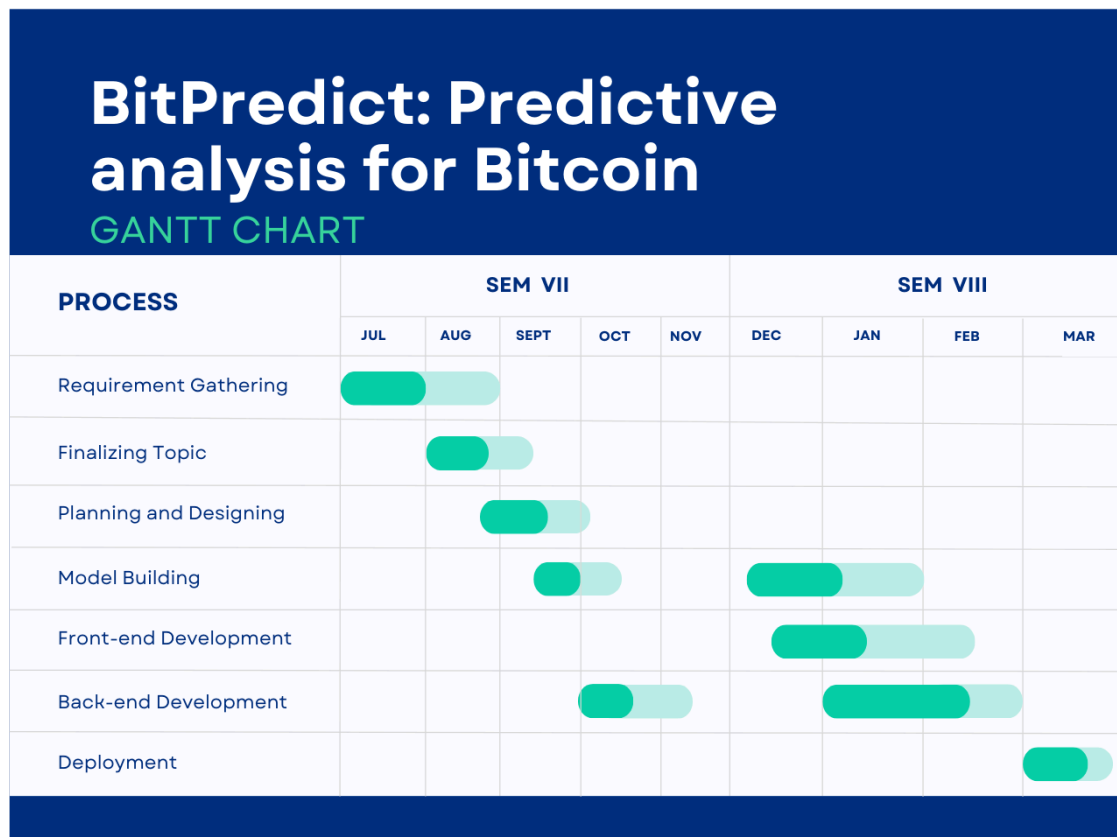 BitPredict: Predictive
analysis for Bitcoin
GANTT CHART
PROCESS
SEM VII
SEM VIII
JUL
AUG
SEPT
OCT
NOV
DEC
JAN
FEB
MAR
Requirement Gathering
Finalizing Topic
Planning and Designing
Model Building
Front-end Development
Back-end Development
Deployment